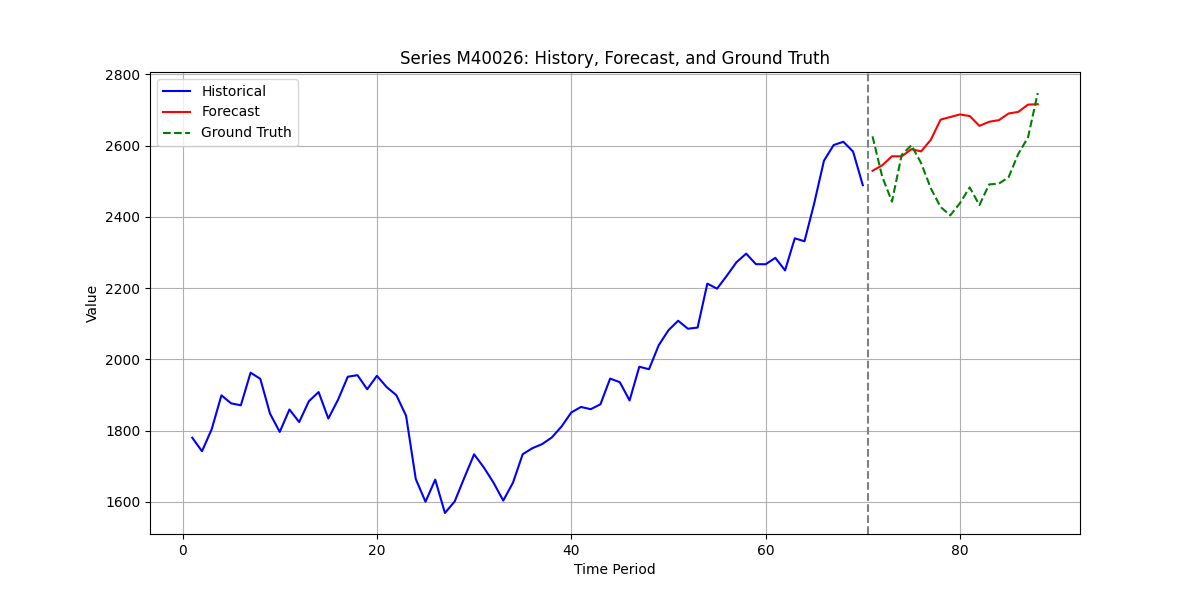 Series M40026: History, Forecast, and Ground Truth
Historical
Forecast
Ground Truth
2800
2600
2400
2200
2000
1800
1600
Value
0 20 40 60 80
Time Period